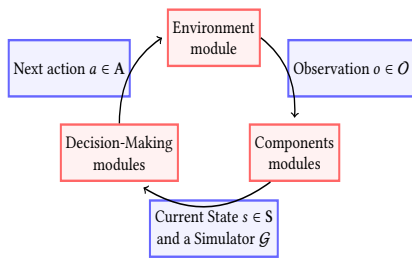 Environment
module
Next action a ∈ A
Observation o ∈ O
Decision-Making
modules
Components
modules
Current State s ∈ S
and a Simulator G